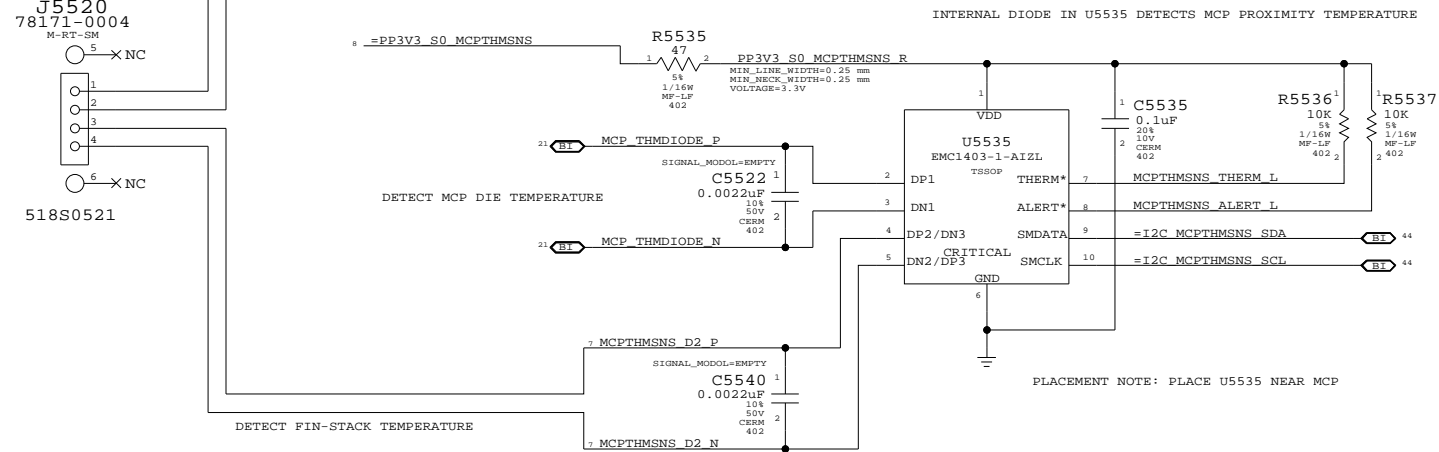 J5520
78171-0004
M-RT-SM
5
NC
1
2
3
4
6
NC
518S0521
INTERNAL DIODE IN U5535 DETECTS MCP PROXIMITY TEMPERATURE
8 =PP3V3_S0_MCPTHMSNS
R5535
47
1 2
5%
1/16W
MF-LF
402
PP3V3_S0_MCPTHMSNS_R
MIN_LINE_WIDTH=0.25 mm
MIN_NECK_WIDTH=0.25 mm
VOLTAGE=3.3V
21 BI MCP_THMDIODE_P
SIGNAL_MODOL=EMPTY
C5522
1
0.0022uF
10%
50V
CERM
402
2
DETECT MCP DIE TEMPERATURE
21 BI MCP_THMDIODE_N
1
VDD
U5535
EMC1403-1-AIZL
TSSOP
2 DP1
3 DN1
4 DP2/DN3
5 DN2/DP3
CRITICAL
THERM* 7
ALERT* 8
SMDATA 9
SMCLK 10
GND
6
1
C5535
0.1uF
20%
10V
CERM
402
2
R5536
1
10K
5%
1/16W
MF-LF
402
2
R5537
1
10K
5%
1/16W
MF-LF
402
2
MCPTHMSNS_THERM_L
MCPTHMSNS_ALERT_L
=I2C_MCPTHMSNS_SDA BI 44
=I2C_MCPTHMSNS_SCL BI 44
7 MCPTHMSNS_D2_P
SIGNAL_MODOL=EMPTY
C5540
1
0.0022uF
10%
50V
CERM
402
2
DETECT FIN-STACK TEMPERATURE
7 MCPTHMSNS_D2_N
PLACEMENT NOTE: PLACE U5535 NEAR MCP